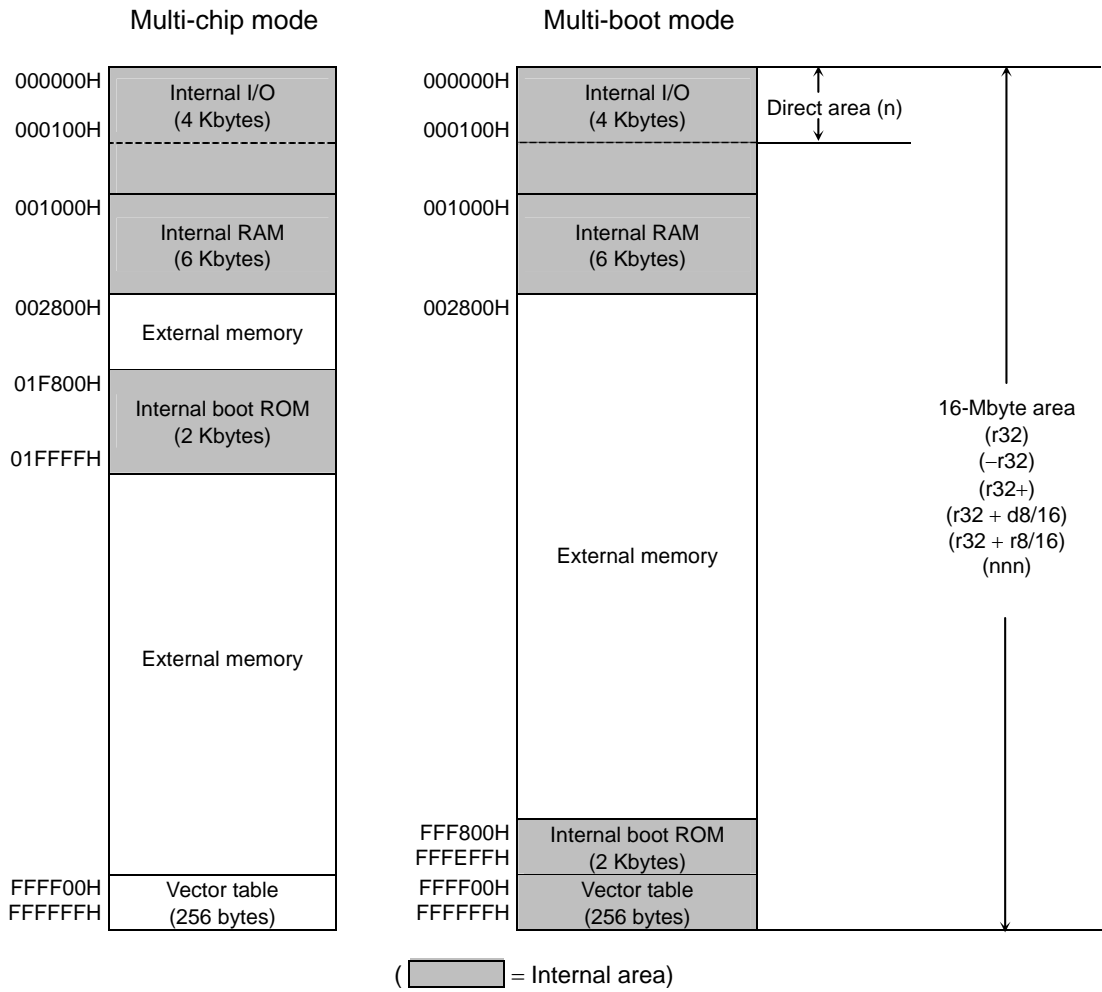 Multi-chip mode
000000H
Internal I/O
(4 Kbytes)
000100H
001000H
Internal RAM
(6 Kbytes)
002800H
External memory
01F800H
Internal boot ROM
(2 Kbytes)
01FFFFH
External memory
FFFF00H
Vector table
FFFFFFH
(256 bytes)
Multi-boot mode
000000H
Internal I/O
(4 Kbytes)
000100H
001000H
Internal RAM
(6 Kbytes)
002800H
External memory
FFF800H
Internal boot ROM
FFFEFFH
(2 Kbytes)
FFFF00H
Vector table
FFFFFFH
(256 bytes)
Direct area (n)
16-Mbyte area
(r32)
(−r32)
(r32+)
(r32 + d8/16)
(r32 + r8/16)
(nnn)
( = Internal area)